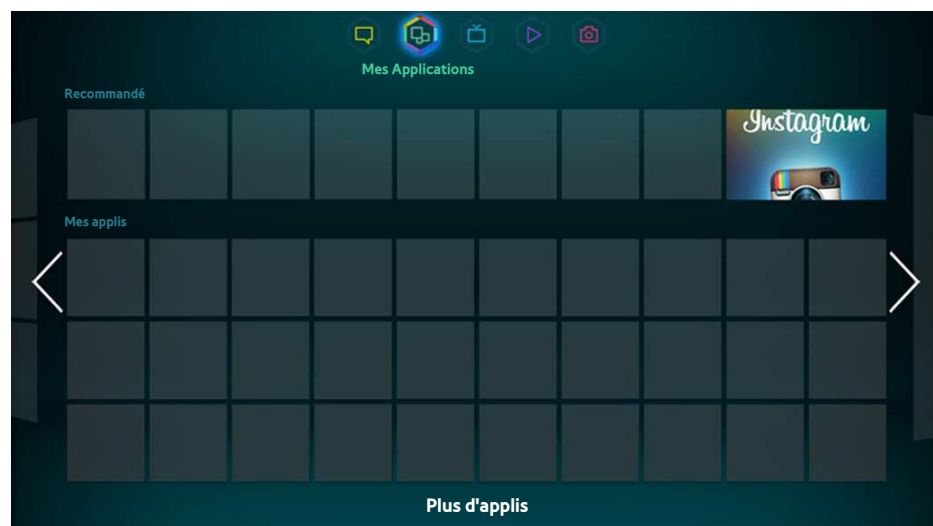 Mes Applications
Recommandé
Instagram
Mes applis
Plus d'applis